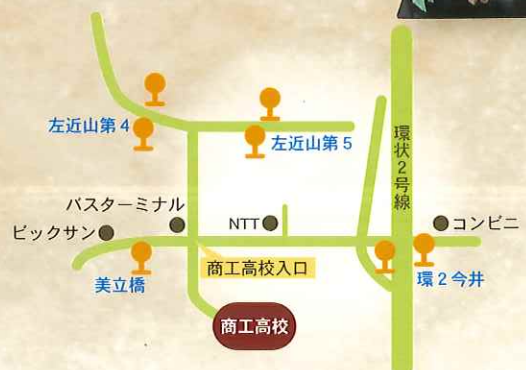 左近山第4
左近山第5
環状2号線
バスターミナル
ビックサン
NTT
コンビニ
美立橋
商工高校入口
環2今井
商工高校